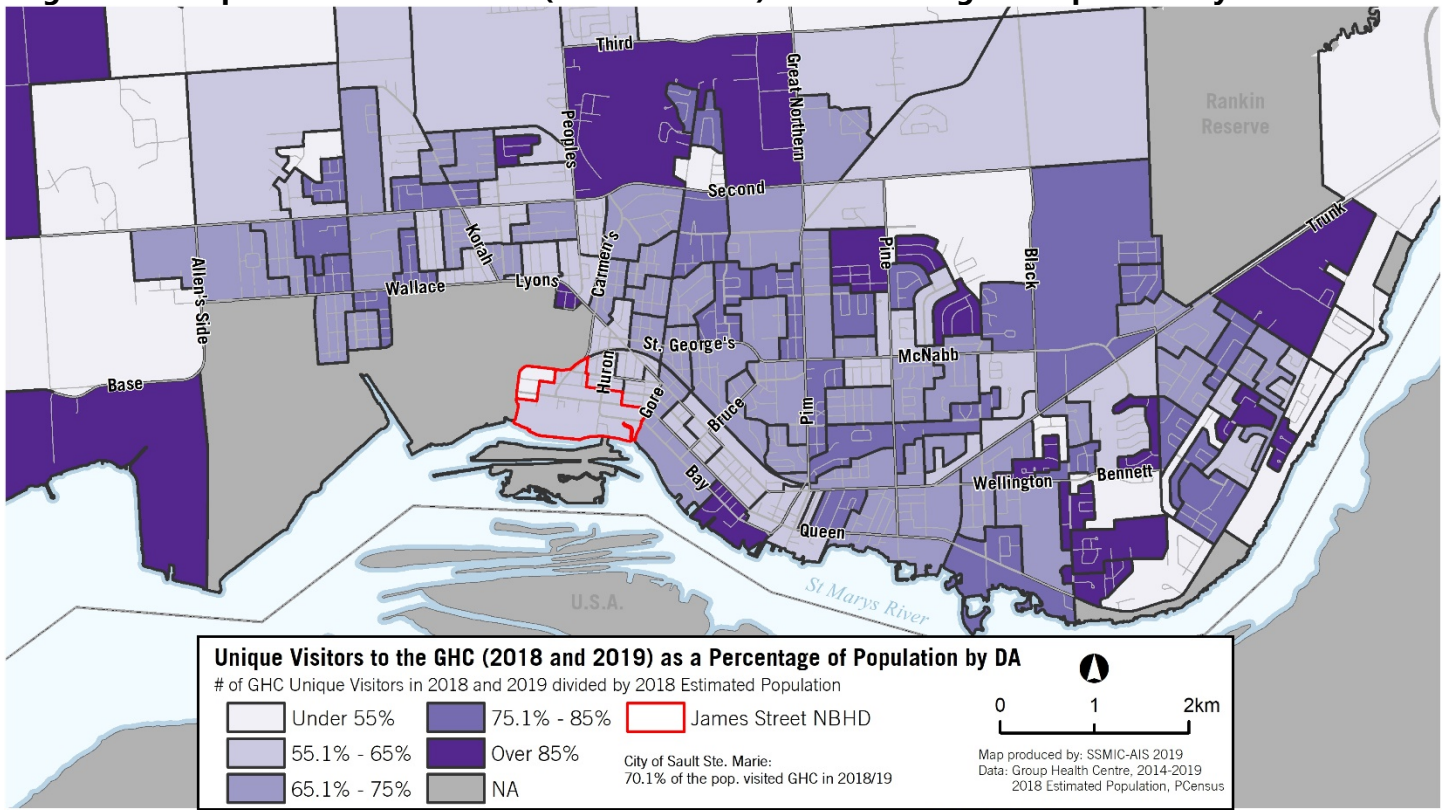 Third
Great Northern
Peoples
Rankin
Reserve
Second
Trunk
Korah
Carmen's
Pine
Black
Allen's Side
Lyons
Wallace
St. George's
McNabb
Huron
Base
Gore
Bruce
Pim
Bay
Wellington
Bennett
Queen
St Marys River
U.S.A.
Unique Visitors to the GHC (2018 and 2019) as a Percentage of Population by DA
# of GHC Unique Visitors in 2018 and 2019 divided by 2018 Estimated Population
Under 55%
75.1% - 85%
James Street NBHD
55.1% - 65%
Over 85%
65.1% - 75%
NA
City of Sault Ste. Marie:
70.1% of the pop. visited GHC in 2018/19
0 1 2km
Map produced by: SSMIC-AIS 2019
Data: Group Health Centre, 2014-2019
2018 Estimated Population, PCensus